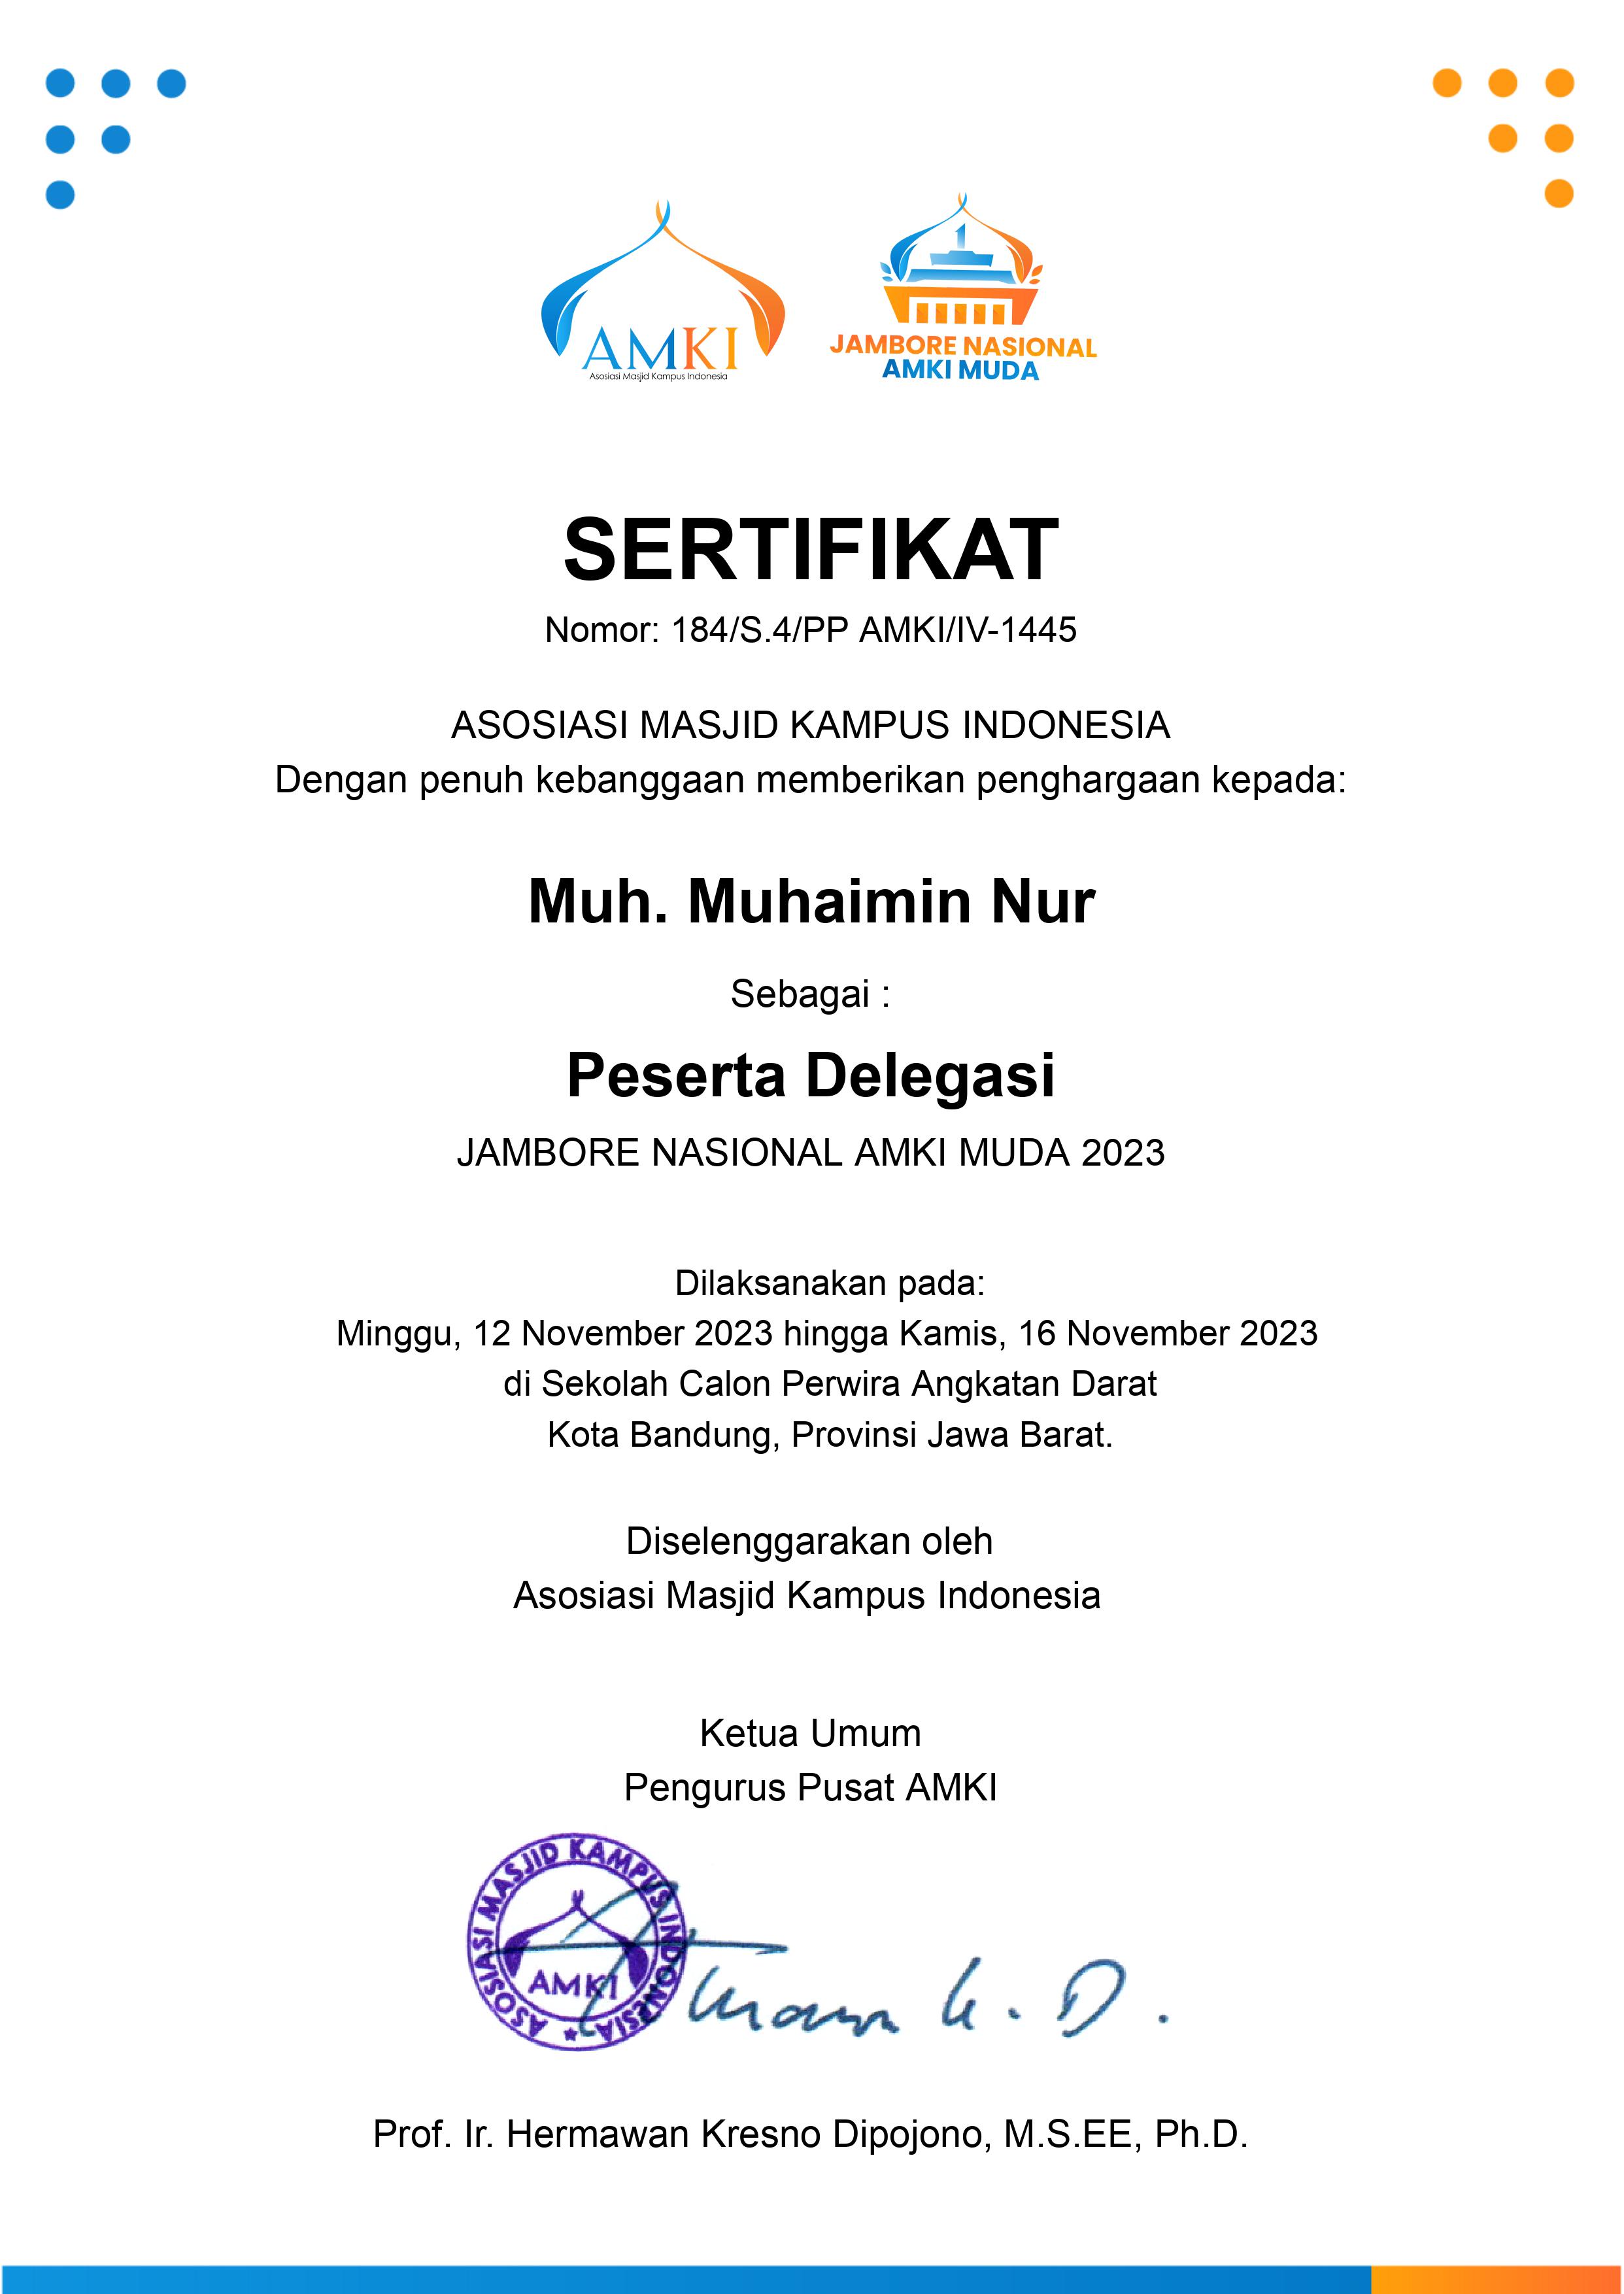 AMKI
Asosiasi Masjid Kampus Indonesia
1
JAMBORE NASIONAL
AMKI MUDA
SERTIFIKAT
Nomor: 184/S.4/PP AMKI/IV-1445
ASOSIASI MASJID KAMPUS INDONESIA
Dengan penuh kebanggaan memberikan penghargaan kepada:
Muh. Muhaimin Nur
Sebagai :
Peserta Delegasi
JAMBORE NASIONAL AMKI MUDA 2023
Dilaksanakan pada:
Minggu, 12 November 2023 hingga Kamis, 16 November 2023
di Sekolah Calon Perwira Angkatan Darat
Kota Bandung, Provinsi Jawa Barat.
Diselenggarakan oleh
Asosiasi Masjid Kampus Indonesia
Ketua Umum
Pengurus Pusat AMKI
ASOSIASI MASJID KAMPUS INDONESIA
AMKI
K. D.
Prof. Ir. Hermawan Kresno Dipojono, M.S.EE, Ph.D.